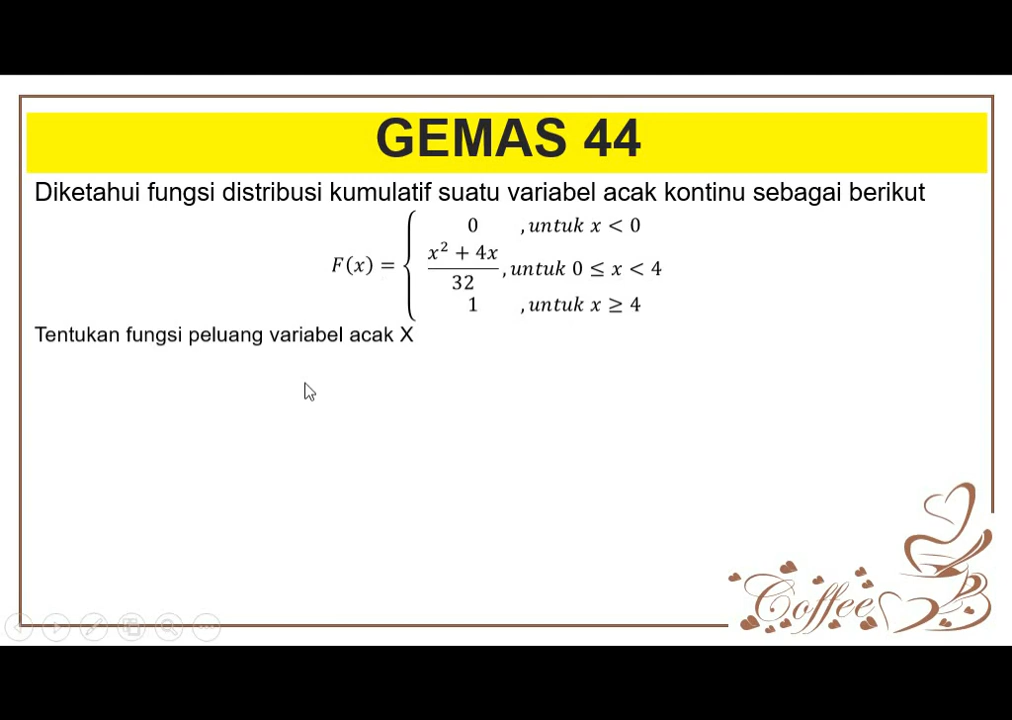 GEMAS 44
Diketahui fungsi distribusi kumulatif suatu variabel acak kontinu sebagai berikut
F(x) = { 0 , untuk x < 0
(x² + 4x)/32 , untuk 0 ≤ x < 4
1 , untuk x ≥ 4
Tentukan fungsi peluang variabel acak X
Coffee